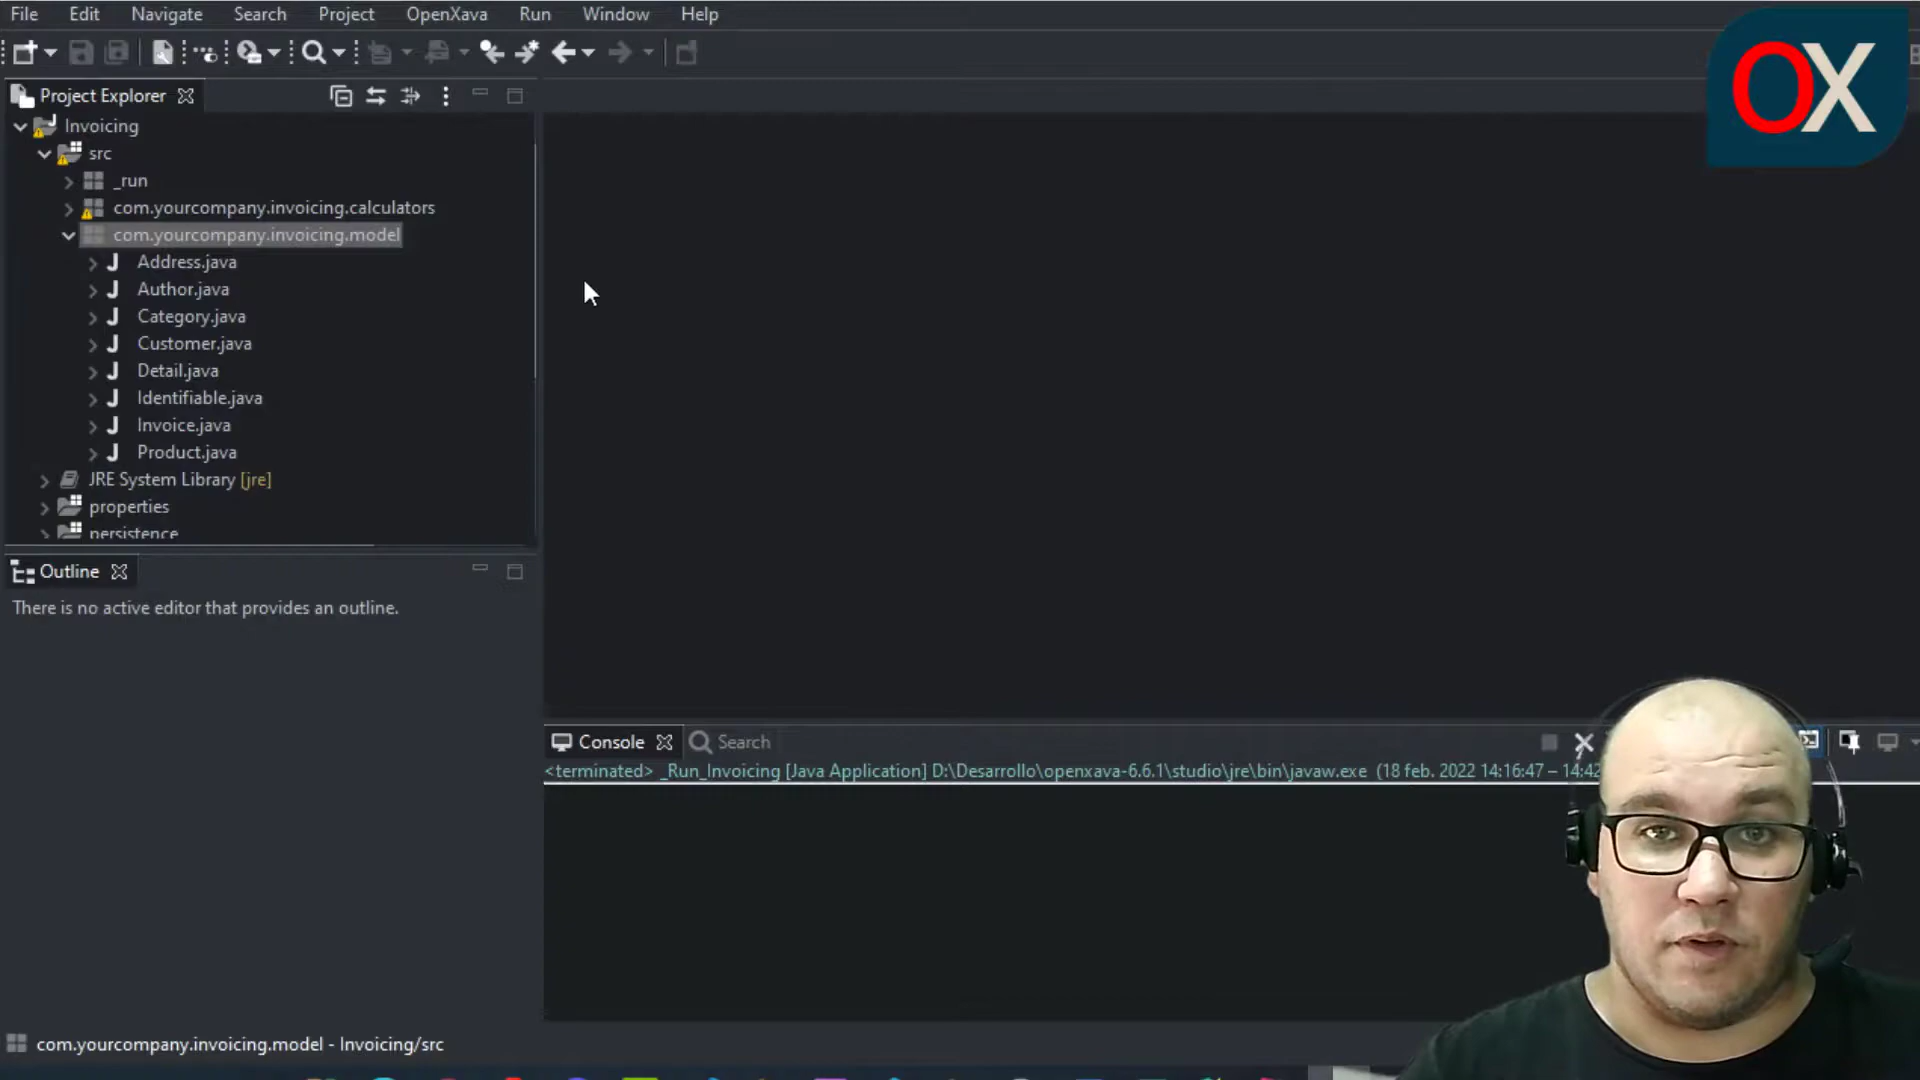 File Edit Navigate Search Project OpenXava Run Window Help
OX
Project Explorer
Invoicing
src
_run
com.yourcompany.invoicing.calculators
com.yourcompany.invoicing.model
Address.java
Author.java
Category.java
Customer.java
Detail.java
Identifiable.java
Invoice.java
Product.java
JRE System Library [jre]
properties
persistence
Outline
There is no active editor that provides an outline.
Console Search
<terminated> _Run_Invoicing [Java Application] D:\Desarrollo\openxava-6.6.1\studio\jre\bin\javaw.exe (18 feb. 2022 14:16:47 – 14:42
com.yourcompany.invoicing.model - Invoicing/src